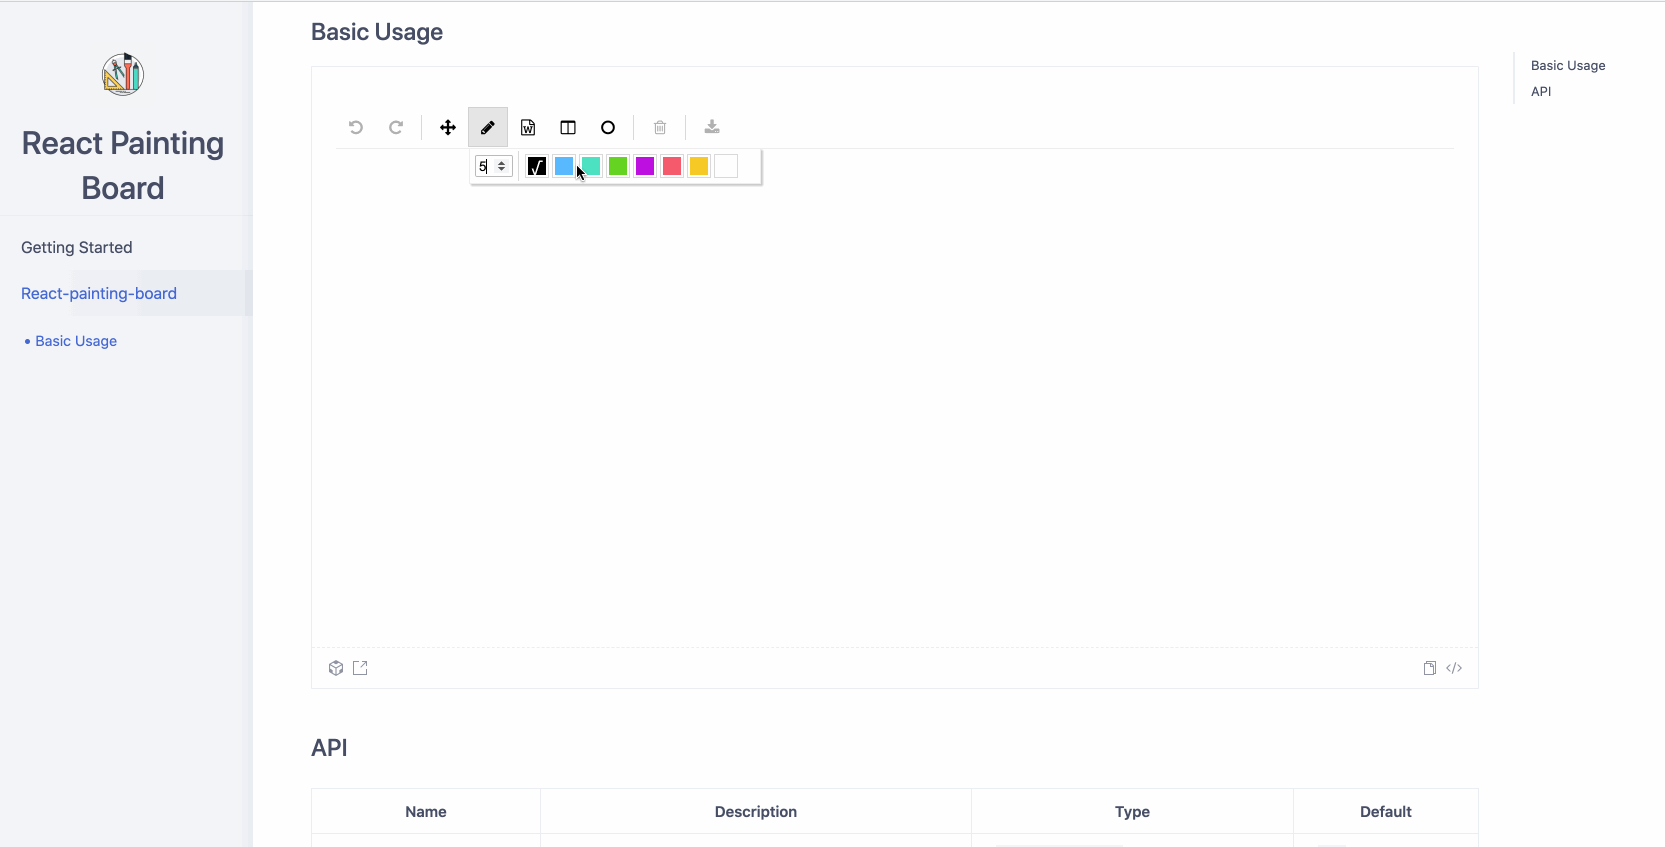 React Painting
Board
Getting Started
React-painting-board
• Basic Usage
Basic Usage
W
5
√
</>
API
Name Description Type Default
Basic Usage
API